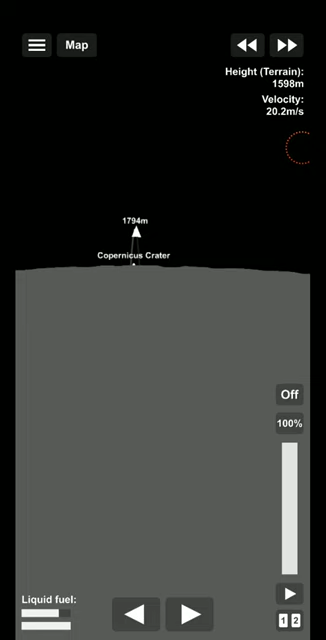 Map
Height (Terrain):
1598m
Velocity:
20.2m/s
1794m
Copernicus Crater
Off
100%
Liquid fuel:
1 2